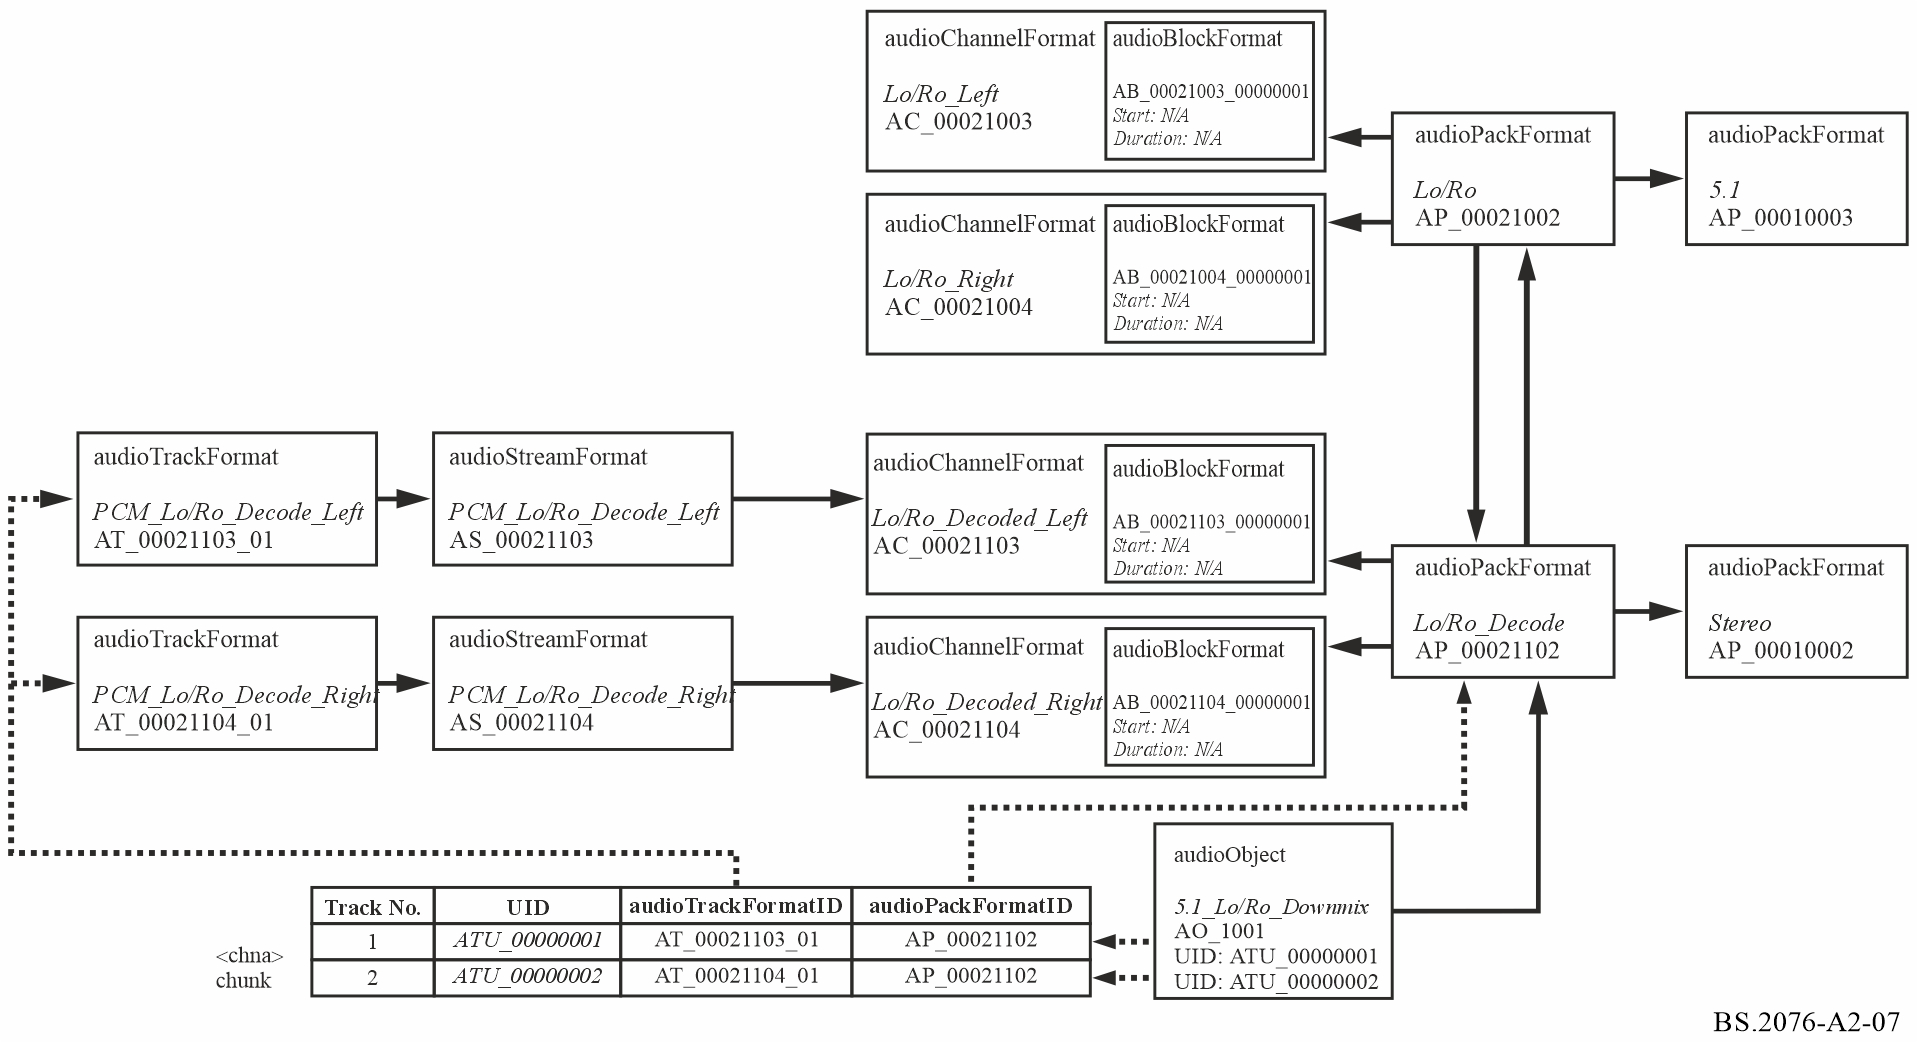 audioChannelFormat
Lo/Ro_Left
AC_00021003
audioBlockFormat
AB_00021003_00000001
Start: N/A
Duration: N/A
audioPackFormat
Lo/Ro
AP_00021002
audioPackFormat
5.1
AP_00010003
audioChannelFormat
Lo/Ro_Right
AC_00021004
audioBlockFormat
AB_00021004_00000001
Start: N/A
Duration: N/A
audioTrackFormat
PCM_Lo/Ro_Decode_Left
AT_00021103_01
audioStreamFormat
PCM_Lo/Ro_Decode_Left
AS_00021103
audioChannelFormat
Lo/Ro_Decoded_Left
AC_00021103
audioBlockFormat
AB_00021103_00000001
Start: N/A
Duration: N/A
audioPackFormat
Lo/Ro_Decode
AP_00021102
audioPackFormat
Stereo
AP_00010002
audioTrackFormat
PCM_Lo/Ro_Decode_Right
AT_00021104_01
audioStreamFormat
PCM_Lo/Ro_Decode_Right
AS_00021104
audioChannelFormat
Lo/Ro_Decoded_Right
AC_00021104
audioBlockFormat
AB_00021104_00000001
Start: N/A
Duration: N/A
audioObject
5.1_Lo/Ro_Downmix
AO_1001
UID: ATU_00000001
UID: ATU_00000002
<chna>
chunk
Track No. UID audioTrackFormatID audioPackFormatID
1 ATU_00000001 AT_00021103_01 AP_00021102
2 ATU_00000002 AT_00021104_01 AP_00021102
BS.2076-A2-07